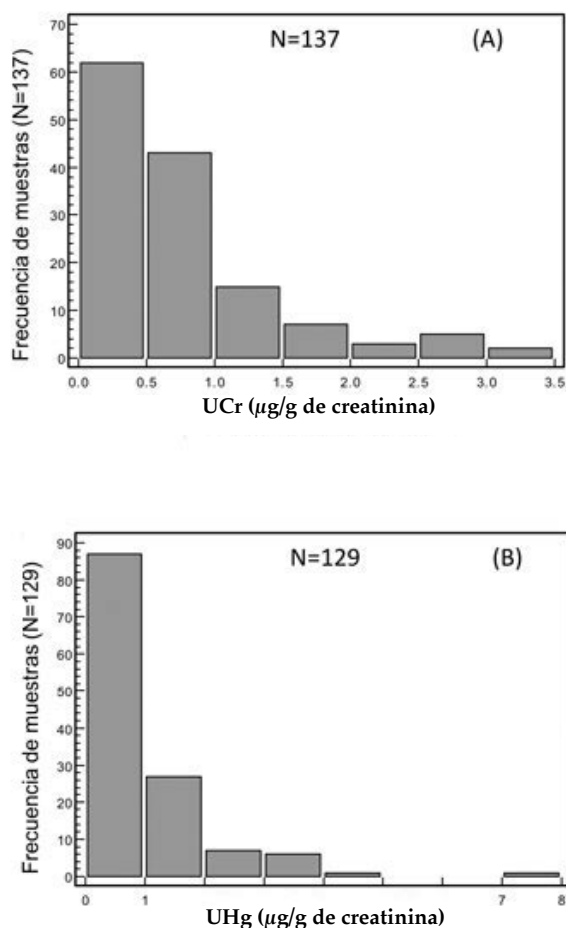 N=137 (A)
Frecuencia de muestras (N=137)
70
60
50
40
30
20
10
0
0.0 0.5 1.0 1.5 2.0 2.5 3.0 3.5
UCr (µg/g de creatinina)
N=129 (B)
Frecuencia de muestras (N=129)
90
80
70
60
50
40
30
20
10
0
0 1 7 8
UHg (µg/g de creatinina)